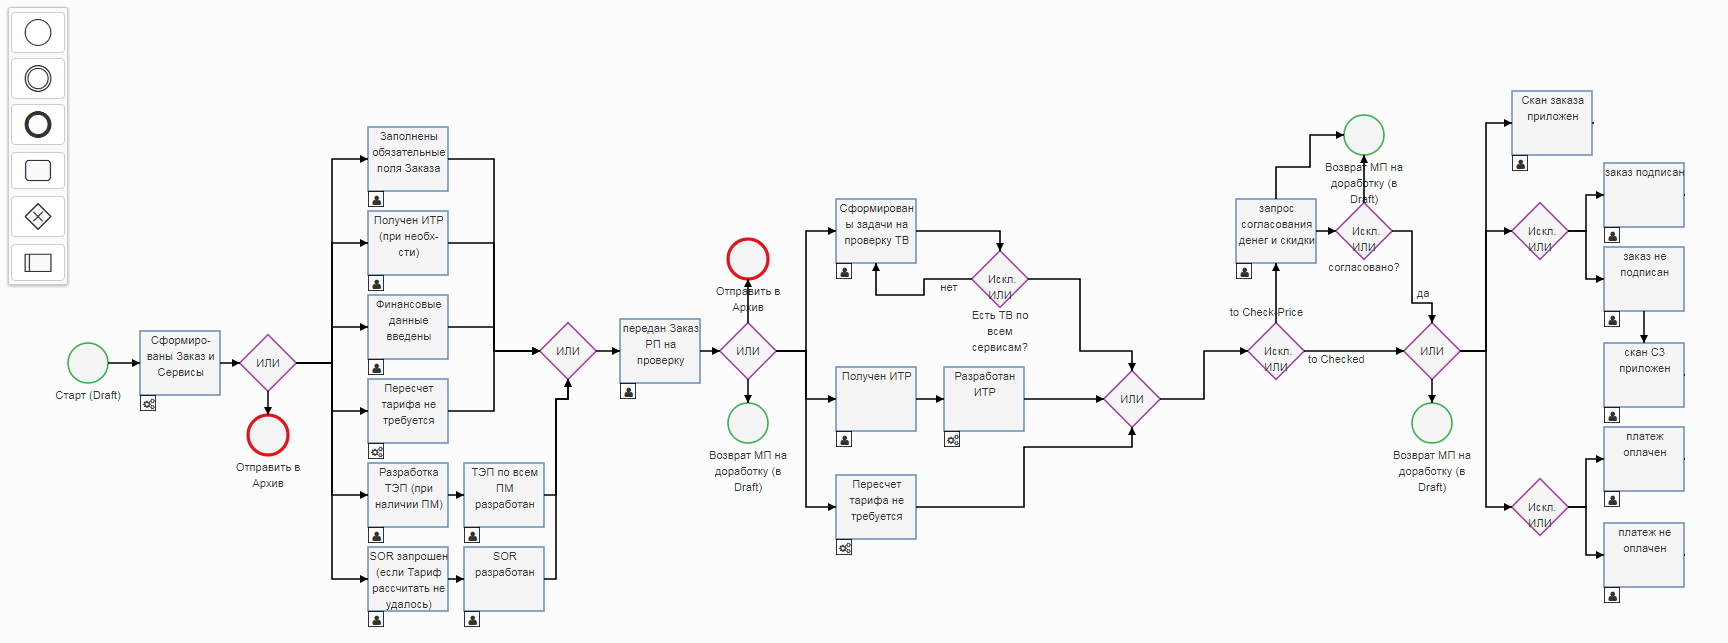 Старт (Draft)
Сформиро-
ваны Заказ и
Сервисы
ИЛИ
Отправить в
Архив
Заполнены
обязательные
поля Заказа
Получен ИТР
(при необх-
сти)
Финансовые
данные
введены
Пересчет
тарифа не
требуется
Разработка
ТЭП (при
наличии ПМ)
ТЭП по всем
ПМ
разработан
SOR запрошен
(если Тариф
рассчитать не
удалось)
SOR
разработан
ИЛИ
передан Заказ
РП на
проверку
Отправить в
Архив
ИЛИ
Возврат МП на
доработку (в
Draft)
Сформирован
ы задачи на
проверку ТВ
нет
Искл.
ИЛИ
Есть ТВ по
всем
сервисам?
Получен ИТР
Разработан
ИТР
Пересчет
тарифа не
требуется
ИЛИ
запрос
согласования
денег и скидки
to Check-Price
Искл.
ИЛИ
to Checked
Возврат МП на
доработку (в
Draft)
Искл.
ИЛИ
согласовано?
да
ИЛИ
Возврат МП на
доработку (в
Draft)
Скан заказа
приложен
Искл.
ИЛИ
заказ подписан
заказ не
подписан
скан СЗ
приложен
Искл.
ИЛИ
платеж
оплачен
платеж не
оплачен